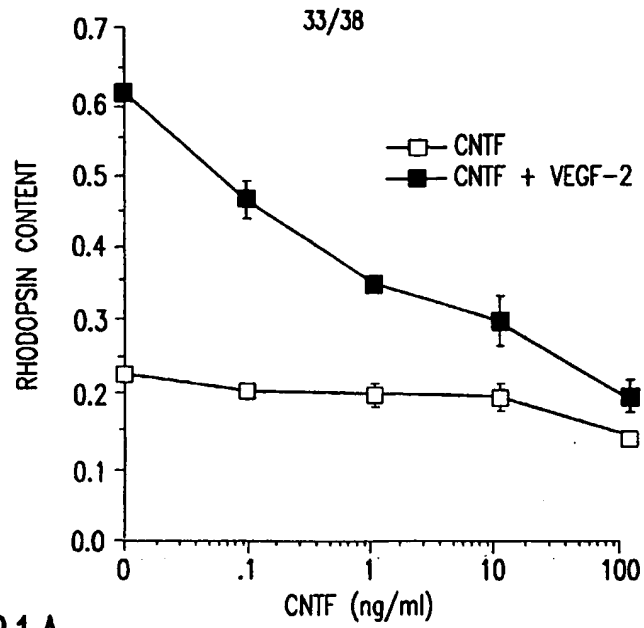 33/38
0.7
0.6
0.5
0.4
0.3
0.2
0.1
0.0
RHODOPSIN CONTENT
CNTF
CNTF + VEGF-2
0 .1 1 10 100
CNTF (ng/ml)